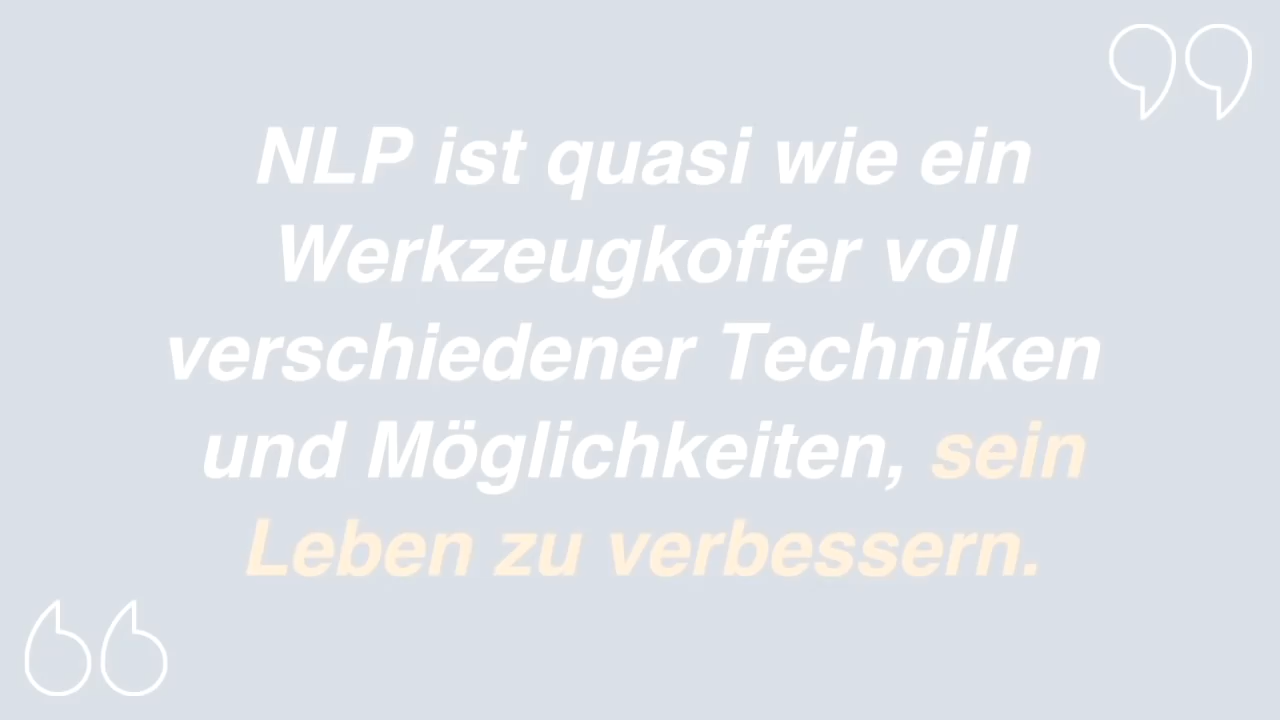 NLP ist quasi wie ein
Werkzeugkoffer voll
verschiedener Techniken
und Möglichkeiten, sein
Leben zu verbessern.